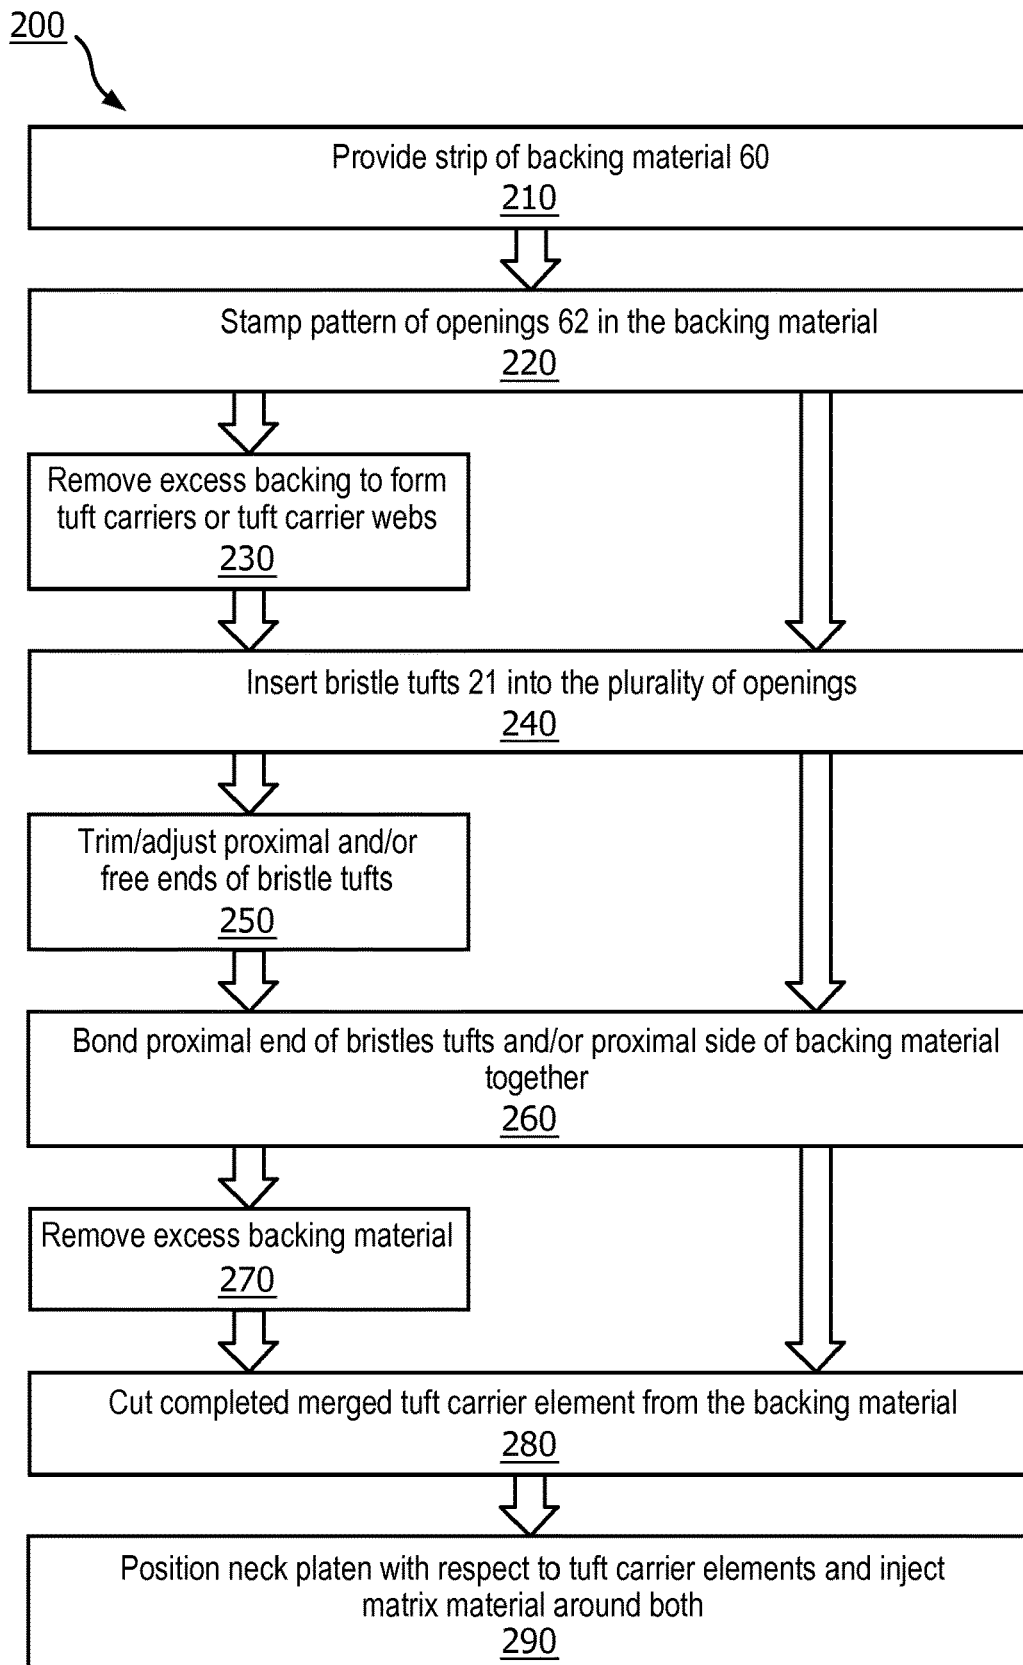 200
Provide strip of backing material 60
210
Stamp pattern of openings 62 in the backing material
220
Remove excess backing to form
tuft carriers or tuft carrier webs
230
Insert bristle tufts 21 into the plurality of openings
240
Trim/adjust proximal and/or
free ends of bristle tufts
250
Bond proximal end of bristles tufts and/or proximal side of backing material
together
260
Remove excess backing material
270
Cut completed merged tuft carrier element from the backing material
280
Position neck platen with respect to tuft carrier elements and inject
matrix material around both
290